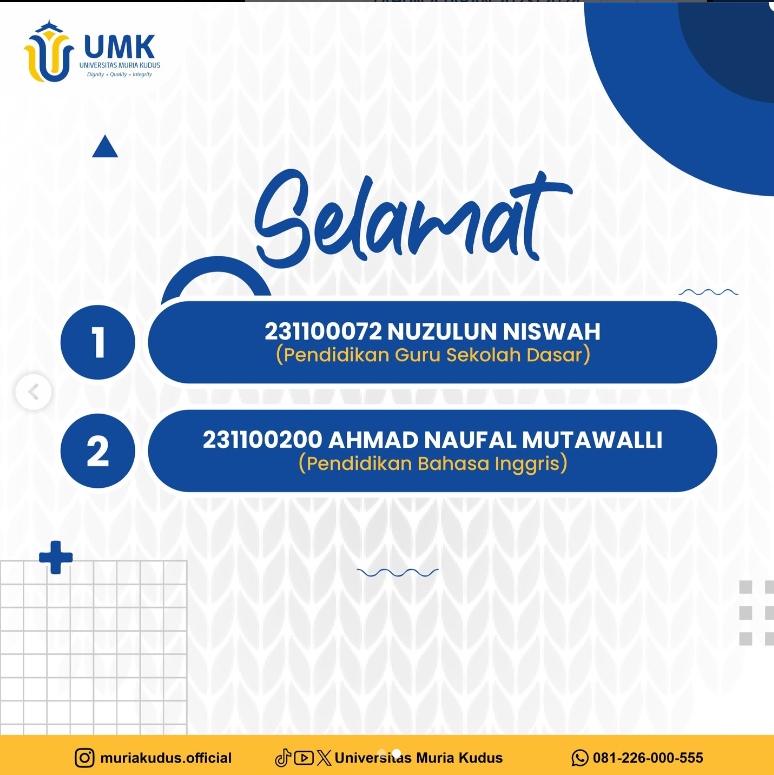 UMK
UNIVERSITAS MURIA KUDUS
Dignity • Quality • Integrity
Selamat
1
231100072 NUZULUN NISWAH
(Pendidikan Guru Sekolah Dasar)
2
231100200 AHMAD NAUFAL MUTAWALLI
(Pendidikan Bahasa Inggris)
muriakudus.official
Universitas Muria Kudus
081-226-000-555